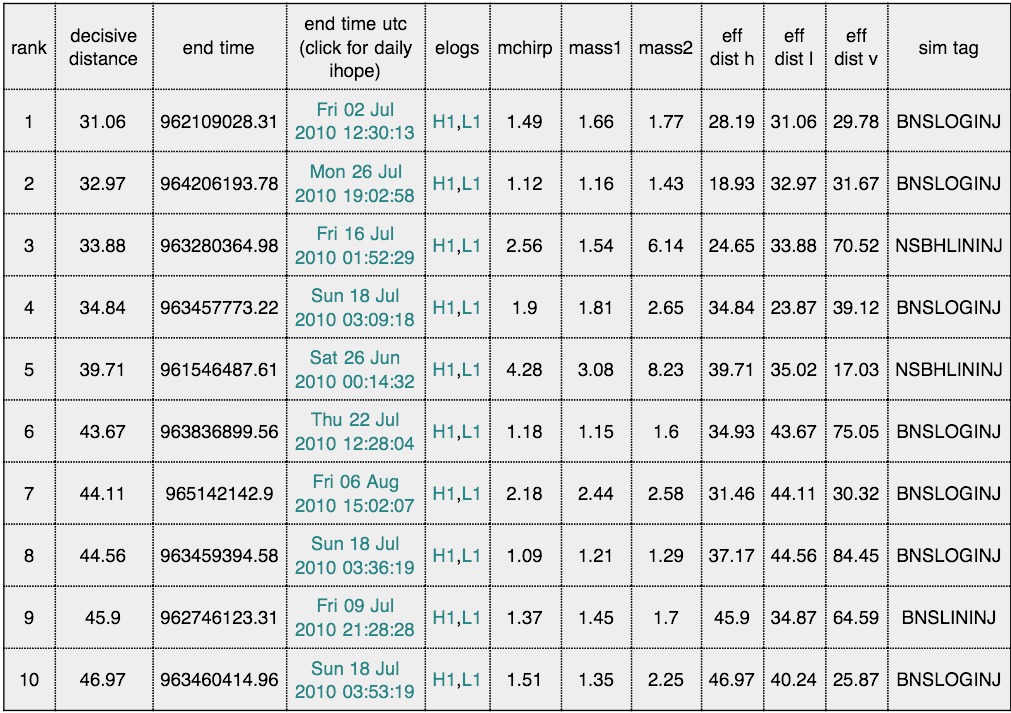 rank decisive distance end time end time utc (click for daily ihope) elogs mchirp mass1 mass2 eff dist h eff dist l eff dist v sim tag
1 31.06 962109028.31 Fri 02 Jul 2010 12:30:13 H1,L1 1.49 1.66 1.77 28.19 31.06 29.78 BNSLOGINJ
2 32.97 964206193.78 Mon 26 Jul 2010 19:02:58 H1,L1 1.12 1.16 1.43 18.93 32.97 31.67 BNSLOGINJ
3 33.88 963280364.98 Fri 16 Jul 2010 01:52:29 H1,L1 2.56 1.54 6.14 24.65 33.88 70.52 NSBHLININJ
4 34.84 963457773.22 Sun 18 Jul 2010 03:09:18 H1,L1 1.9 1.81 2.65 34.84 23.87 39.12 BNSLOGINJ
5 39.71 961546487.61 Sat 26 Jun 2010 00:14:32 H1,L1 4.28 3.08 8.23 39.71 35.02 17.03 NSBHLININJ
6 43.67 963836899.56 Thu 22 Jul 2010 12:28:04 H1,L1 1.18 1.15 1.6 34.93 43.67 75.05 BNSLOGINJ
7 44.11 965142142.9 Fri 06 Aug 2010 15:02:07 H1,L1 2.18 2.44 2.58 31.46 44.11 30.32 BNSLOGINJ
8 44.56 963459394.58 Sun 18 Jul 2010 03:36:19 H1,L1 1.09 1.21 1.29 37.17 44.56 84.45 BNSLOGINJ
9 45.9 962746123.31 Fri 09 Jul 2010 21:28:28 H1,L1 1.37 1.45 1.7 45.9 34.87 64.59 BNSLININJ
10 46.97 963460414.96 Sun 18 Jul 2010 03:53:19 H1,L1 1.51 1.35 2.25 46.97 40.24 25.87 BNSLOGINJ